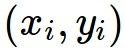 (x_i, y_i)